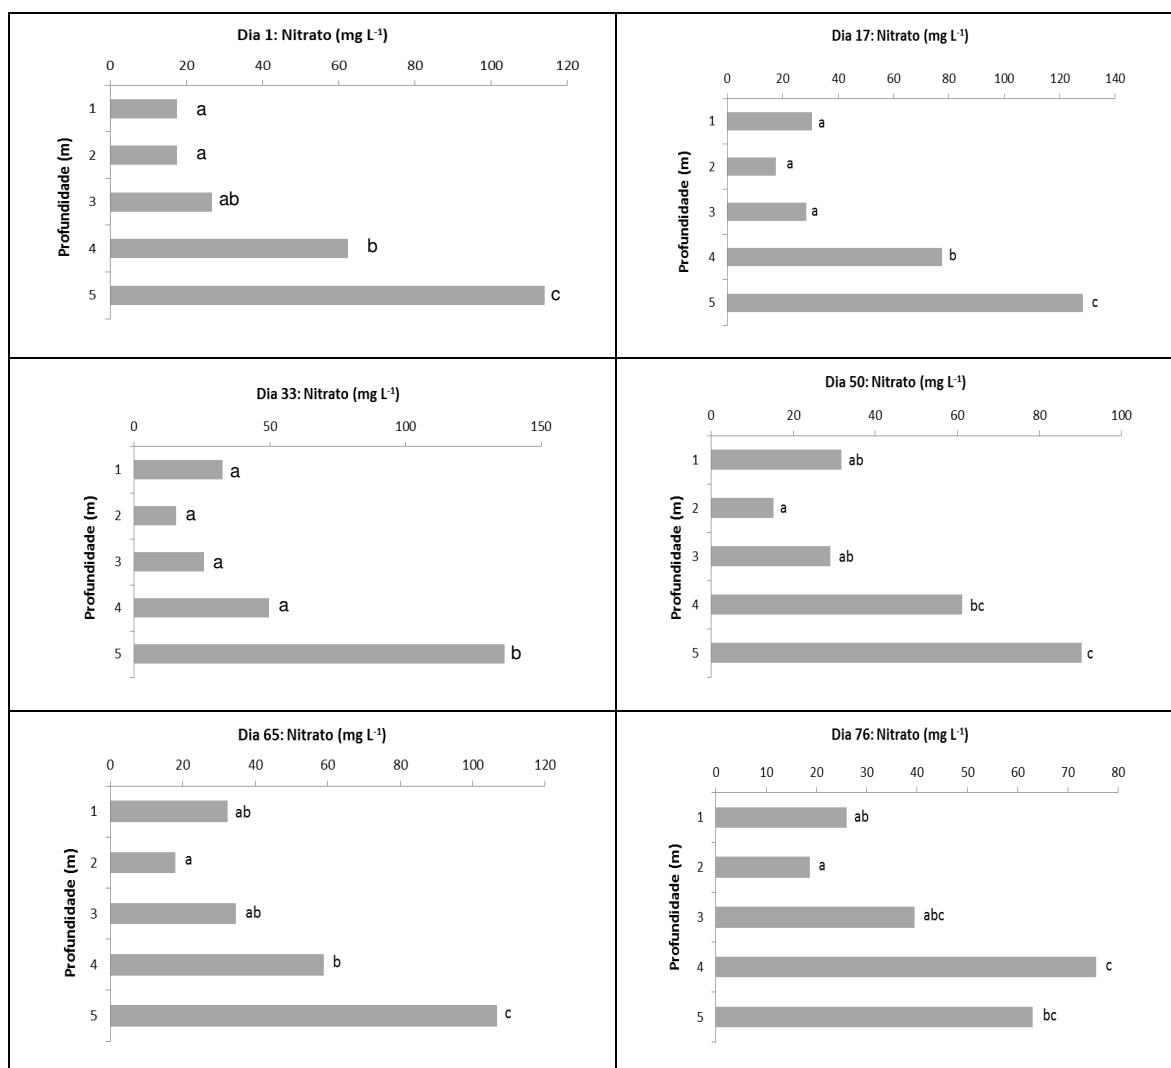 Dia 1: Nitrato (mg L⁻¹)
0 20 40 60 80 100 120
Profundidade (m)
1 a
2 a
3 ab
4 b
5 c
Dia 17: Nitrato (mg L⁻¹)
0 20 40 60 80 100 120 140
Profundidade (m)
1 a
2 a
3 a
4 b
5 c
Dia 33: Nitrato (mg L⁻¹)
0 50 100 150
Profundidade (m)
1 a
2 a
3 a
4 a
5 b
Dia 50: Nitrato (mg L⁻¹)
0 20 40 60 80 100
Profundidade (m)
1 ab
2 a
3 ab
4 bc
5 c
Dia 65: Nitrato (mg L⁻¹)
0 20 40 60 80 100 120
Profundidade (m)
1 ab
2 a
3 ab
4 b
5 c
Dia 76: Nitrato (mg L⁻¹)
0 10 20 30 40 50 60 70 80
Profundidade (m)
1 ab
2 a
3 abc
4 c
5 bc